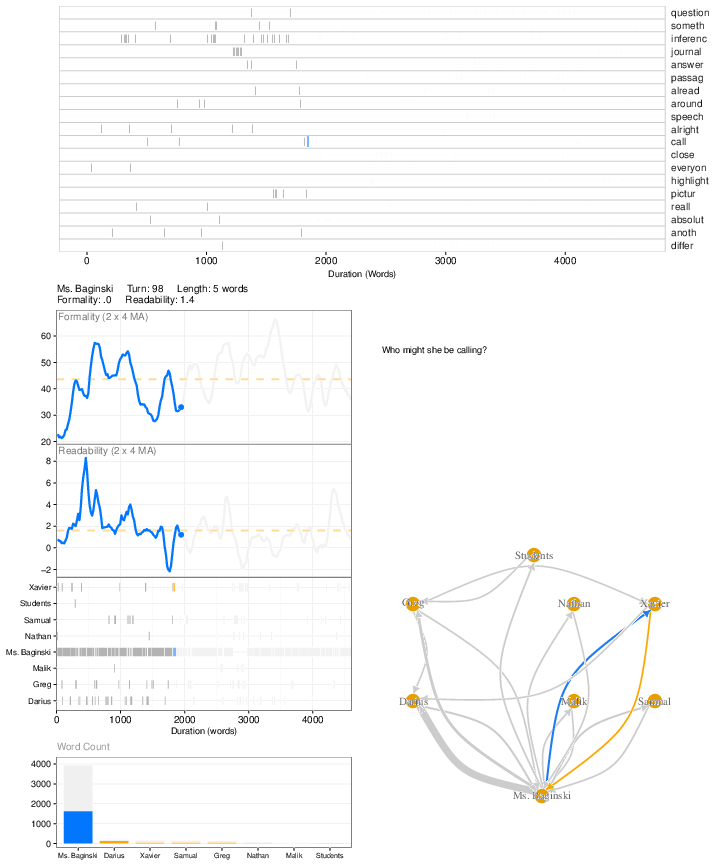 question
someth
inferenc
journal
answer
passag
alread
around
speech
alright
call
close
everyon
highlight
pictur
reall
absolut
anoth
differ
0 1000 2000 3000 4000
Duration (Words)
Ms. Baginski Turn: 98 Length: 5 words
Formality: .0 Readability: 1.4
Formality (2 x 4 MA)
60
50
40
30
20
Who might she be calling?
Readability (2 x 4 MA)
8
6
4
2
0
−2
Xavier
Students
Samual
Nathan
Ms. Baginski
Malik
Greg
Darius
0 1000 2000 3000 4000
Duration (words)
Students
Greg Nathan Xavier
Darius Malik Samual
Ms. Baginski
Word Count
4000
3000
2000
1000
0
Ms. Baginski Darius Xavier Samual Greg Nathan Malik Students